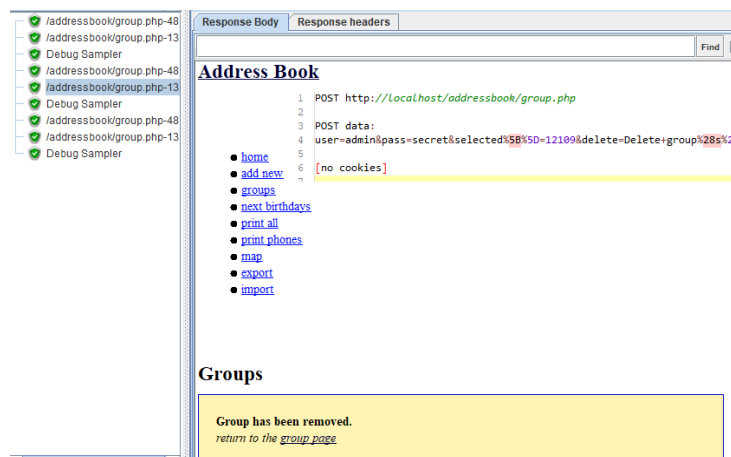 /addressbook/group.php-48
/addressbook/group.php-13
Debug Sampler
/addressbook/group.php-48
/addressbook/group.php-13
Debug Sampler
/addressbook/group.php-48
/addressbook/group.php-13
Debug Sampler
Response Body Response headers
Find
Address Book
1 POST http://localhost/addressbook/group.php
2
3 POST data:
4 user=admin&pass=secret&selected%5B%5D=12109&delete=Delete+group%28s%2
5
6 [no cookies]
home
add new
groups
next birthdays
print all
print phones
map
export
import
Groups
Group has been removed.
return to the group page